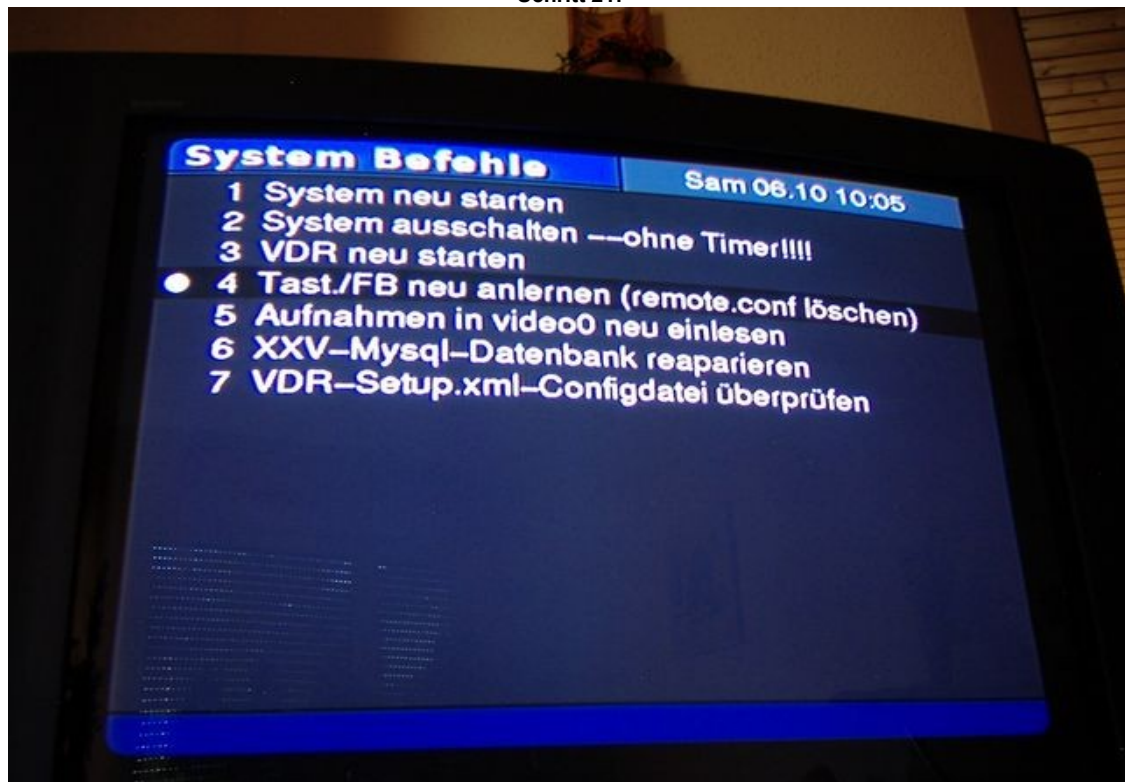 System Befehle
Sam 06.10 10:05
1 System neu starten
2 System ausschalten --ohne Timer!!!!
3 VDR neu starten
4 Tast./FB neu anlernen (remote.conf löschen)
5 Aufnahmen in video0 neu einlesen
6 XXV-Mysql-Datenbank reaparieren
7 VDR-Setup.xml-Configdatei überprüfen